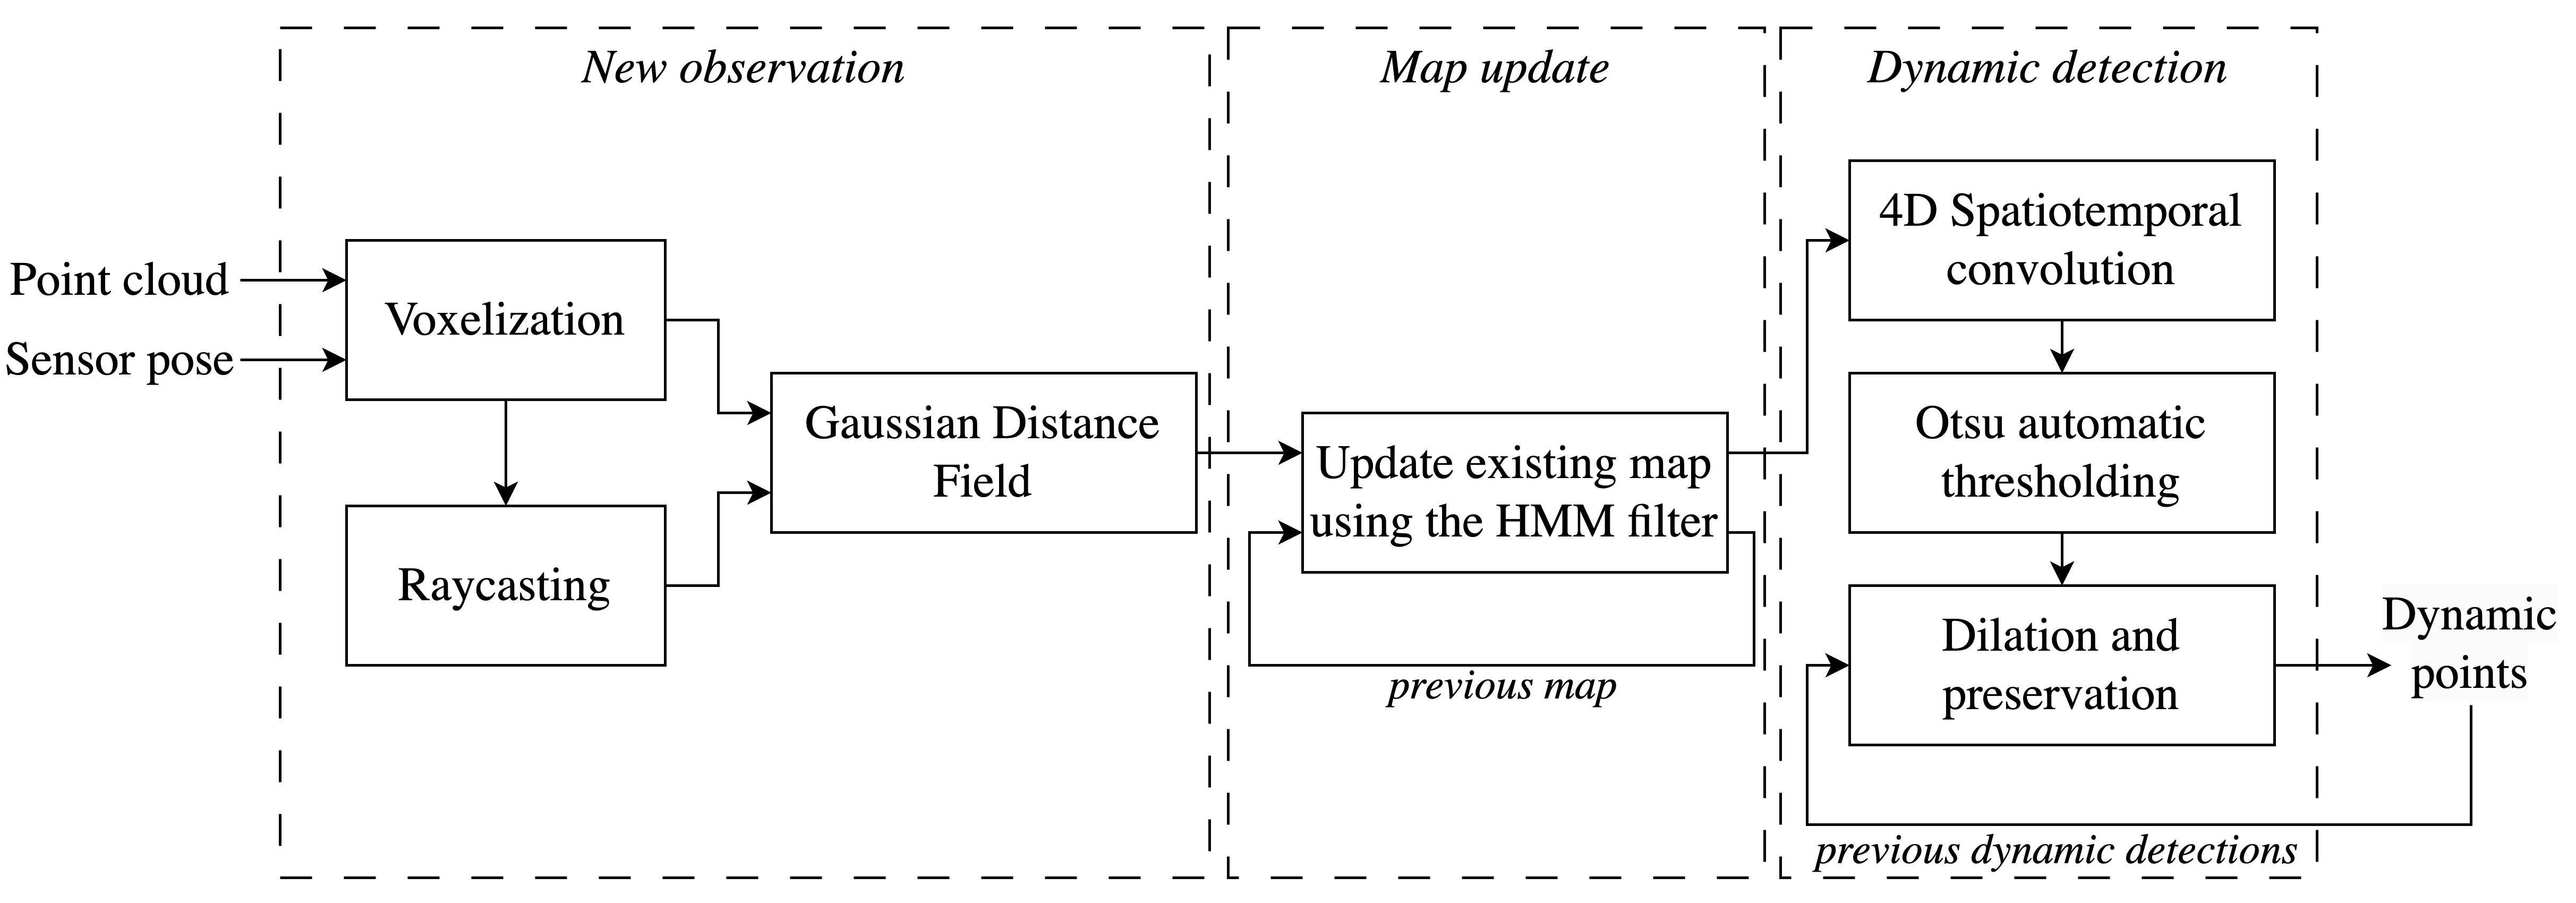 New observation
Map update
Dynamic detection
Point cloud
Sensor pose
Voxelization
Raycasting
Gaussian Distance
Field
Update existing map
using the HMM filter
previous map
4D Spatiotemporal
convolution
Otsu automatic
thresholding
Dilation and
preservation
previous dynamic detections
Dynamic
points